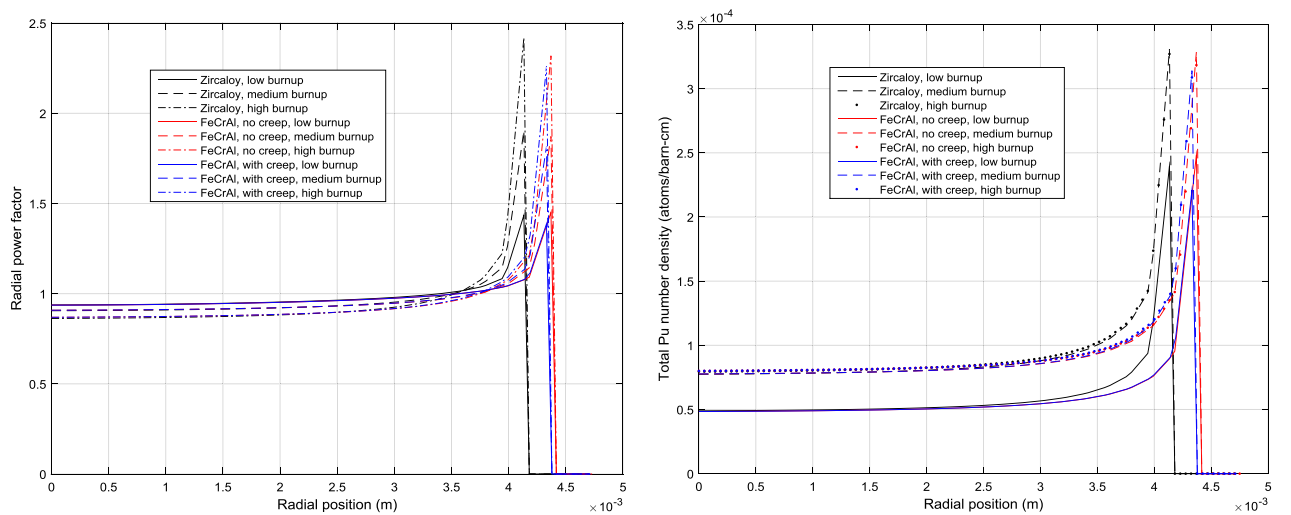 2.5
2
1.5
1
0.5
0
Radial power factor
Zircaloy, low burnup
Zircaloy, medium burnup
Zircaloy, high burnup
FeCrAl, no creep, low burnup
FeCrAl, no creep, medium burnup
FeCrAl, no creep, high burnup
FeCrAl, with creep, low burnup
FeCrAl, with creep, medium burnup
FeCrAl, with creep, high burnup
0 0.5 1 1.5 2 2.5 3 3.5 4 4.5 5
Radial position (m)
×10-3
×10-4
3.5
3
2.5
2
1.5
1
0.5
0
Total Pu number density (atoms/barn-cm)
Zircaloy, low burnup
Zircaloy, medium burnup
Zircaloy, high burnup
FeCrAl, no creep, low burnup
FeCrAl, no creep, medium burnup
FeCrAl, no creep, high burnup
FeCrAl, with creep, low burnup
FeCrAl, with creep, medium burnup
FeCrAl, with creep, high burnup
0 0.5 1 1.5 2 2.5 3 3.5 4 4.5 5
Radial position (m)
×10-3